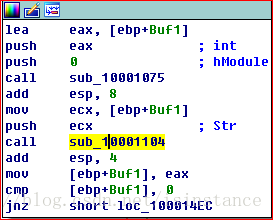 lea eax, [ebp+Buf1]
push eax ; int
push 0 ; hModule
call sub_10001075
add esp, 8
mov ecx, [ebp+Buf1]
push ecx ; Str
call sub_10001104
add esp, 4
mov [ebp+Buf1], eax
cmp [ebp+Buf1], 0
jnz short loc_100014EC